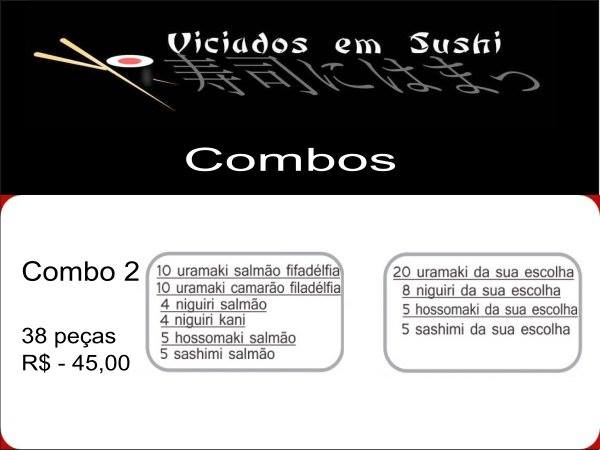 Viciados em Sushi
寿司にはまっ
Combos
Combo 2
38 peças
R$ - 45,00
10 uramaki salmão fifadélfia
10 uramaki camarão filadélfia
4 niguiri salmão
4 niguiri kani
5 hossomaki salmão
5 sashimi salmão
20 uramaki da sua escolha
8 niguiri da sua escolha
5 hossomaki da sua escolha
5 sashimi da sua escolha